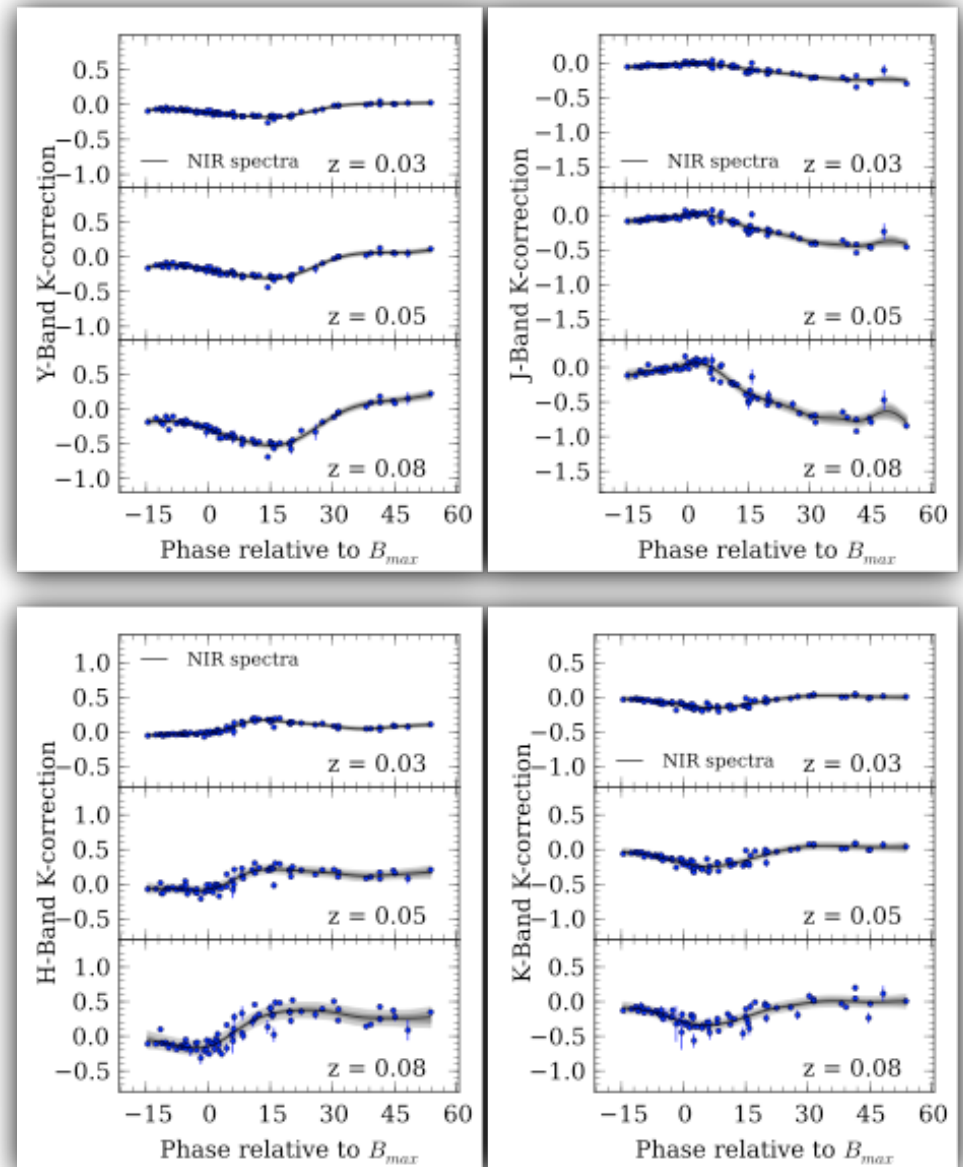 Y-Band K-correction
0.5
0.0
−0.5
−1.0
NIR spectra
z = 0.03
0.5
0.0
−0.5
−1.0
z = 0.05
0.5
0.0
−0.5
−1.0
z = 0.08
−15 0 15 30 45 60
Phase relative to B_max
J-Band K-correction
0.0
−0.5
−1.0
−1.5
NIR spectra
z = 0.03
0.0
−0.5
−1.0
−1.5
z = 0.05
0.0
−0.5
−1.0
−1.5
z = 0.08
−15 0 15 30 45 60
Phase relative to B_max
H-Band K-correction
1.0
0.5
0.0
−0.5
NIR spectra
z = 0.03
1.0
0.5
0.0
−0.5
z = 0.05
1.0
0.5
0.0
−0.5
z = 0.08
−15 0 15 30 45 60
Phase relative to B_max
K-Band K-correction
0.5
0.0
−0.5
−1.0
NIR spectra
z = 0.03
0.5
0.0
−0.5
−1.0
z = 0.05
0.5
0.0
−0.5
−1.0
z = 0.08
−15 0 15 30 45 60
Phase relative to B_max